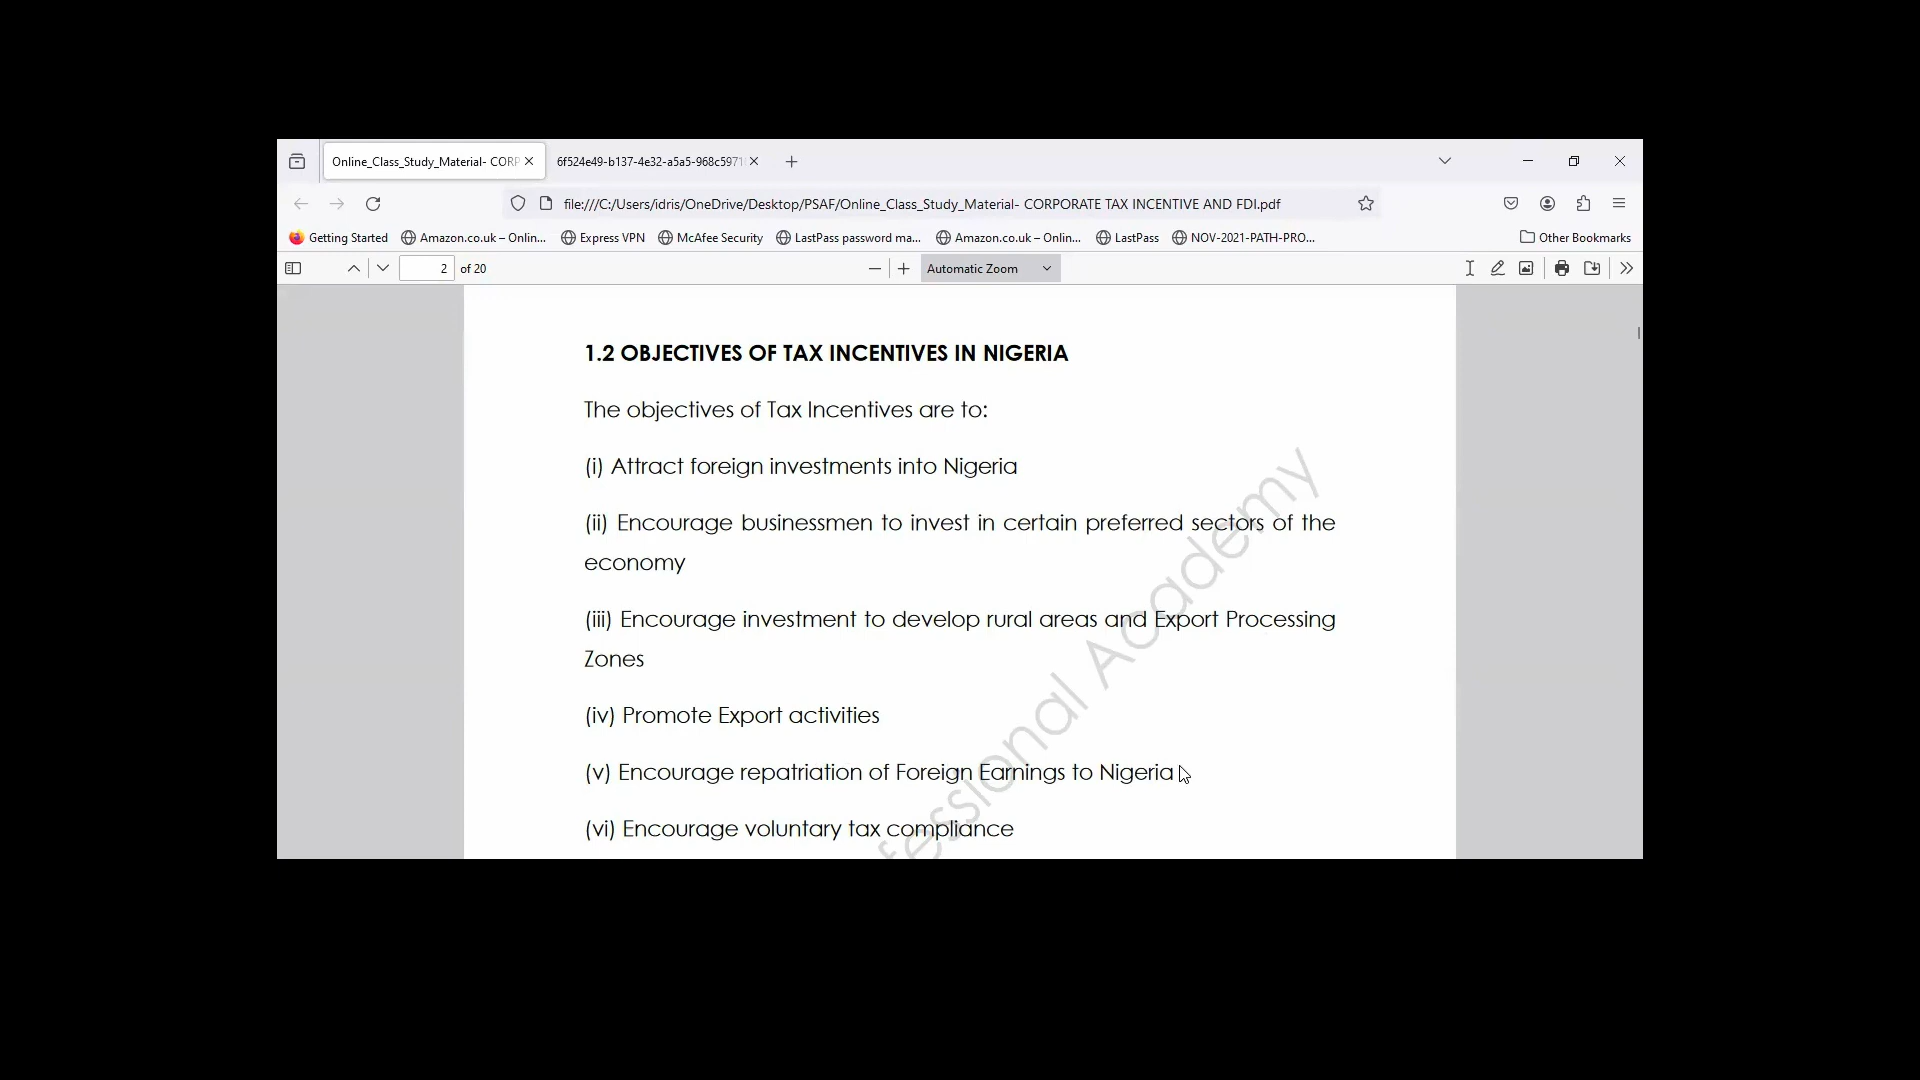 Online_Class_Study_Material- CORP
6f524e49-b137-4e32-a5a5-968c5971
file:///C:/Users/idris/OneDrive/Desktop/PSAF/Online_Class_Study_Material- CORPORATE TAX INCENTIVE AND FDI.pdf
Getting Started Amazon.co.uk – Onlin... Express VPN McAfee Security LastPass password ma... Amazon.co.uk – Onlin... LastPass NOV-2021-PATH-PRO... Other Bookmarks
2 of 20 Automatic Zoom
1.2 OBJECTIVES OF TAX INCENTIVES IN NIGERIA
The objectives of Tax Incentives are to:
(i) Attract foreign investments into Nigeria
(ii) Encourage businessmen to invest in certain preferred sectors of the
economy
(iii) Encourage investment to develop rural areas and Export Processing
Zones
(iv) Promote Export activities
(v) Encourage repatriation of Foreign Earnings to Nigeria
(vi) Encourage voluntary tax compliance
fessional Academy